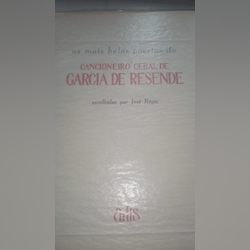 as mais belas poesias do
CANCIONEIRO GERAL DE
GARCIA DE RESENDE
escolhidas por José Régio